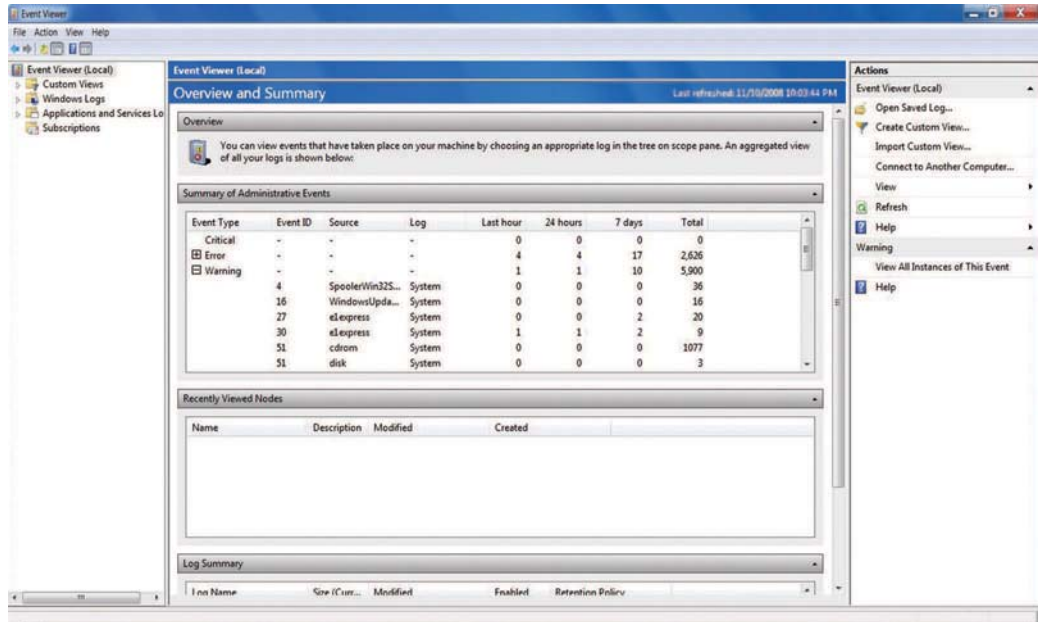 Event Viewer
File Action View Help
Event Viewer (Local)
Custom Views
Windows Logs
Applications and Services Lo
Subscriptions
Event Viewer (Local)
Overview and Summary Last refreshed: 11/10/2008 10:03:44 PM
Overview
You can view events that have taken place on your machine by choosing an appropriate log in the tree on scope pane. An aggregated view
of all your logs is shown below:
Summary of Administrative Events
Event Type Event ID Source Log Last hour 24 hours 7 days Total
Critical - - - 0 0 0 0
Error - - - 4 4 17 2,626
Warning - - - 1 1 10 5,900
4 SpoolerWin32S... System 0 0 0 36
16 WindowsUpda... System 0 0 0 16
27 e1express System 0 0 2 20
30 e1express System 1 1 2 9
51 cdrom System 0 0 0 1077
51 disk System 0 0 0 3
Recently Viewed Nodes
Name Description Modified Created
Log Summary
Log Name Size (Curr... Modified Enabled Retention Policy
Actions
Event Viewer (Local)
Open Saved Log...
Create Custom View...
Import Custom View...
Connect to Another Computer...
View
Refresh
Help
Warning
View All Instances of This Event
Help